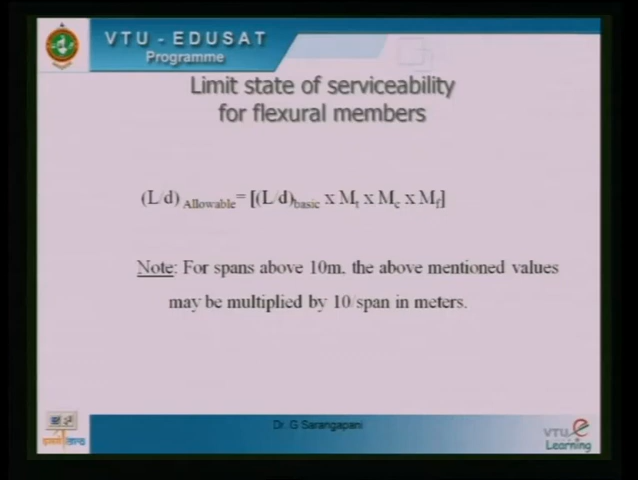 VTU - EDUSAT
Programme
Limit state of serviceability
for flexural members
(L/d) Allowable= [(L/d)basic x Mt x Mc x Mf]
Note: For spans above 10m, the above mentioned values
may be multiplied by 10/span in meters.
Dr. G Sarangapani
VTU e
Learning